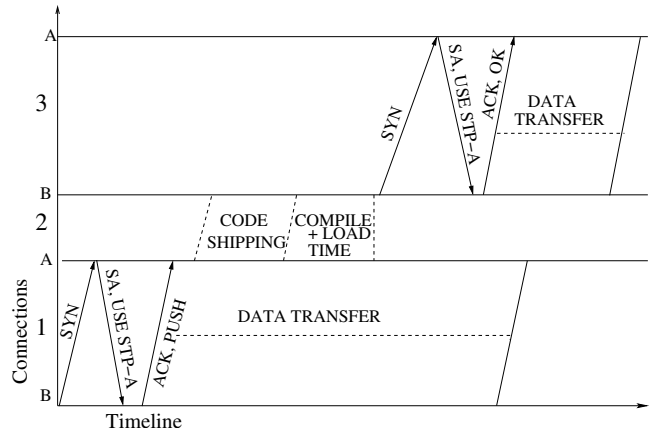 A
3
SYN
SA, USE STP−A
ACK, OK
DATA
TRANSFER
B
2
CODE
SHIPPING
COMPILE
+ LOAD
TIME
A
Connections
1
SYN
SA, USE STP−A
ACK, PUSH
DATA TRANSFER
B
Timeline